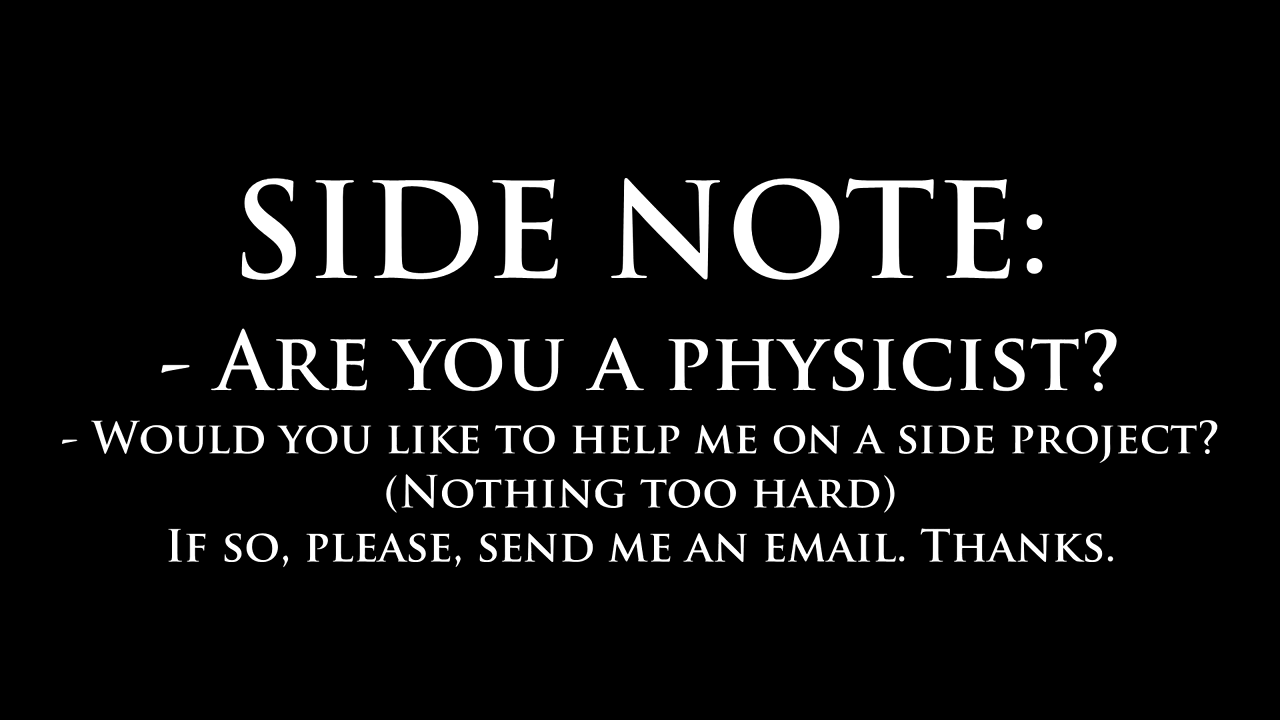 SIDE NOTE:
- Are you a physicist?
- Would you like to help me on a side project?
(Nothing too hard)
If so, please, send me an email. Thanks.